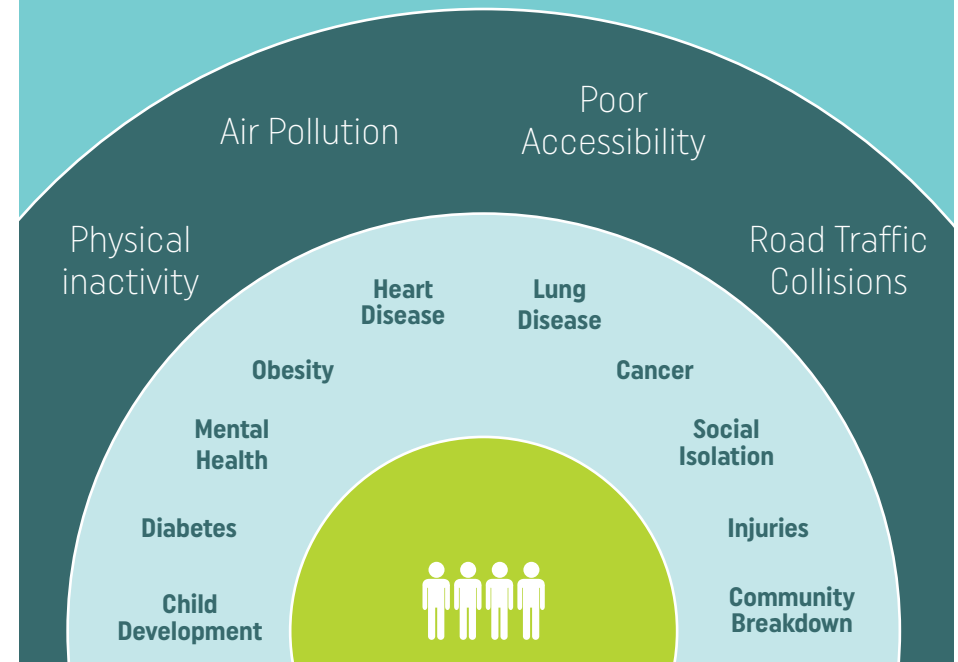 Physical
inactivity
Air Pollution
Poor
Accessibility
Road Traffic
Collisions
Child
Development
Diabetes
Mental
Health
Obesity
Heart
Disease
Lung
Disease
Cancer
Social
Isolation
Injuries
Community
Breakdown